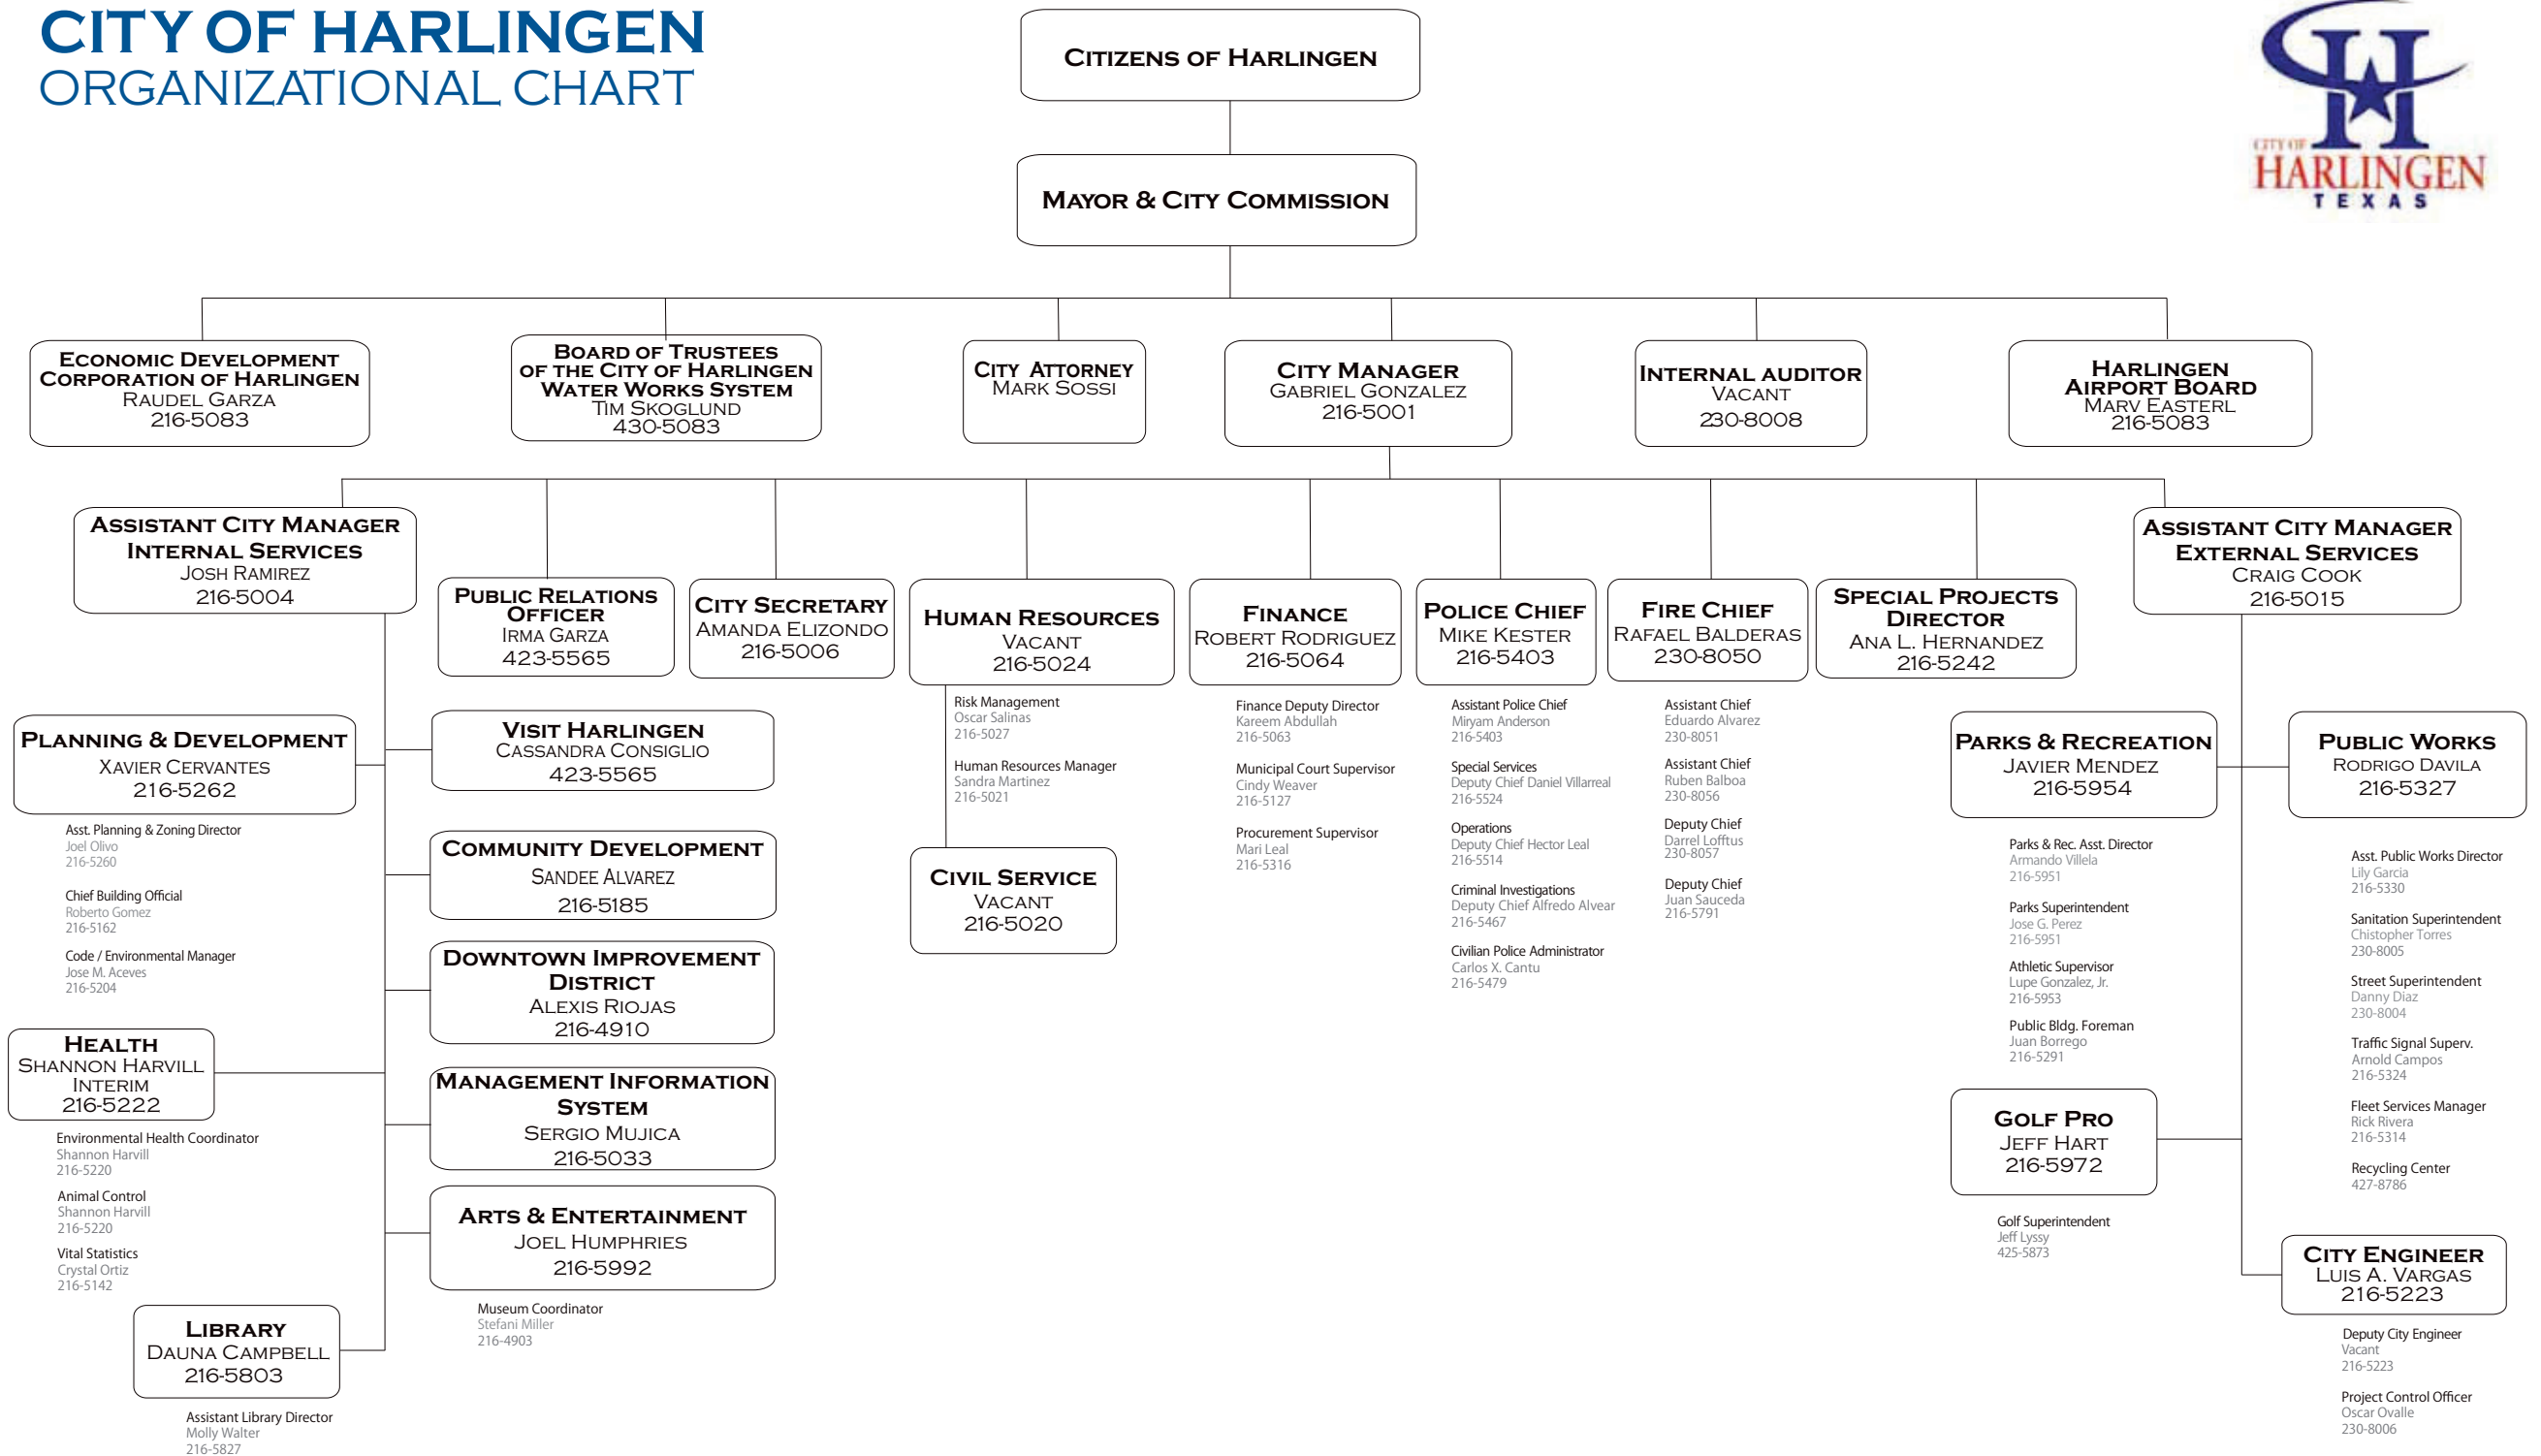 CITY OF HARLINGEN
ORGANIZATIONAL CHART
CITIZENS OF HARLINGEN
CITY OF
HARLINGEN
TEXAS
MAYOR & CITY COMMISSION
ECONOMIC DEVELOPMENT
CORPORATION OF HARLINGEN
RAUDEL GARZA
216-5083
BOARD OF TRUSTEES
OF THE CITY OF HARLINGEN
WATER WORKS SYSTEM
TIM SKOGLUND
430-5083
CITY ATTORNEY
MARK SOSSI
CITY MANAGER
GABRIEL GONZALEZ
216-5001
INTERNAL AUDITOR
VACANT
230-8008
HARLINGEN
AIRPORT BOARD
MARV EASTERL
216-5083
ASSISTANT CITY MANAGER
INTERNAL SERVICES
JOSH RAMIREZ
216-5004
PUBLIC RELATIONS
OFFICER
IRMA GARZA
423-5565
CITY SECRETARY
AMANDA ELIZONDO
216-5006
HUMAN RESOURCES
VACANT
216-5024
Risk Management
Oscar Salinas
216-5027
Human Resources Manager
Sandra Martinez
216-5021
CIVIL SERVICE
VACANT
216-5020
FINANCE
ROBERT RODRIGUEZ
216-5064
Finance Deputy Director
Kareem Abdullah
216-5063
Municipal Court Supervisor
Cindy Weaver
216-5127
Procurement Supervisor
Mari Leal
216-5316
POLICE CHIEF
MIKE KESTER
216-5403
Assistant Police Chief
Miryam Anderson
216-5403
Special Services
Deputy Chief Daniel Villarreal
216-5524
Operations
Deputy Chief Hector Leal
216-5514
Criminal Investigations
Deputy Chief Alfredo Alvear
216-5467
Civilian Police Administrator
Carlos X. Cantu
216-5479
FIRE CHIEF
RAFAEL BALDERAS
230-8050
Assistant Chief
Eduardo Alvarez
230-8051
Assistant Chief
Ruben Balboa
230-8056
Deputy Chief
Darrel Lofftus
230-8057
Deputy Chief
Juan Sauceda
216-5791
SPECIAL PROJECTS
DIRECTOR
ANA L. HERNANDEZ
216-5242
ASSISTANT CITY MANAGER
EXTERNAL SERVICES
CRAIG COOK
216-5015
PLANNING & DEVELOPMENT
XAVIER CERVANTES
216-5262
Asst. Planning & Zoning Director
Joel Olivo
216-5260
Chief Building Official
Roberto Gomez
216-5162
Code / Environmental Manager
Jose M. Aceves
216-5204
HEALTH
SHANNON HARVILL
INTERIM
216-5222
Environmental Health Coordinator
Shannon Harvill
216-5220
Animal Control
Shannon Harvill
216-5220
Vital Statistics
Crystal Ortiz
216-5142
LIBRARY
DAUNA CAMPBELL
216-5803
Assistant Library Director
Molly Walter
216-5827
VISIT HARLINGEN
CASSANDRA CONSIGLIO
423-5565
COMMUNITY DEVELOPMENT
SANDEE ALVAREZ
216-5185
DOWNTOWN IMPROVEMENT
DISTRICT
ALEXIS RIOJAS
216-4910
MANAGEMENT INFORMATION
SYSTEM
SERGIO MUJICA
216-5033
ARTS & ENTERTAINMENT
JOEL HUMPHRIES
216-5992
Museum Coordinator
Stefani Miller
216-4903
PARKS & RECREATION
JAVIER MENDEZ
216-5954
Parks & Rec. Asst. Director
Armando Villela
216-5951
Parks Superintendent
Jose G. Perez
216-5951
Athletic Supervisor
Lupe Gonzalez, Jr.
216-5953
Public Bldg. Foreman
Juan Borrego
216-5291
GOLF PRO
JEFF HART
216-5972
Golf Superintendent
Jeff Lyssy
425-5873
PUBLIC WORKS
RODRIGO DAVILA
216-5327
Asst. Public Works Director
Lily Garcia
216-5330
Sanitation Superintendent
Chistopher Torres
230-8005
Street Superintendent
Danny Diaz
230-8004
Traffic Signal Superv.
Arnold Campos
216-5324
Fleet Services Manager
Rick Rivera
216-5314
Recycling Center
427-8786
CITY ENGINEER
LUIS A. VARGAS
216-5223
Deputy City Engineer
Vacant
216-5223
Project Control Officer
Oscar Ovalle
230-8006